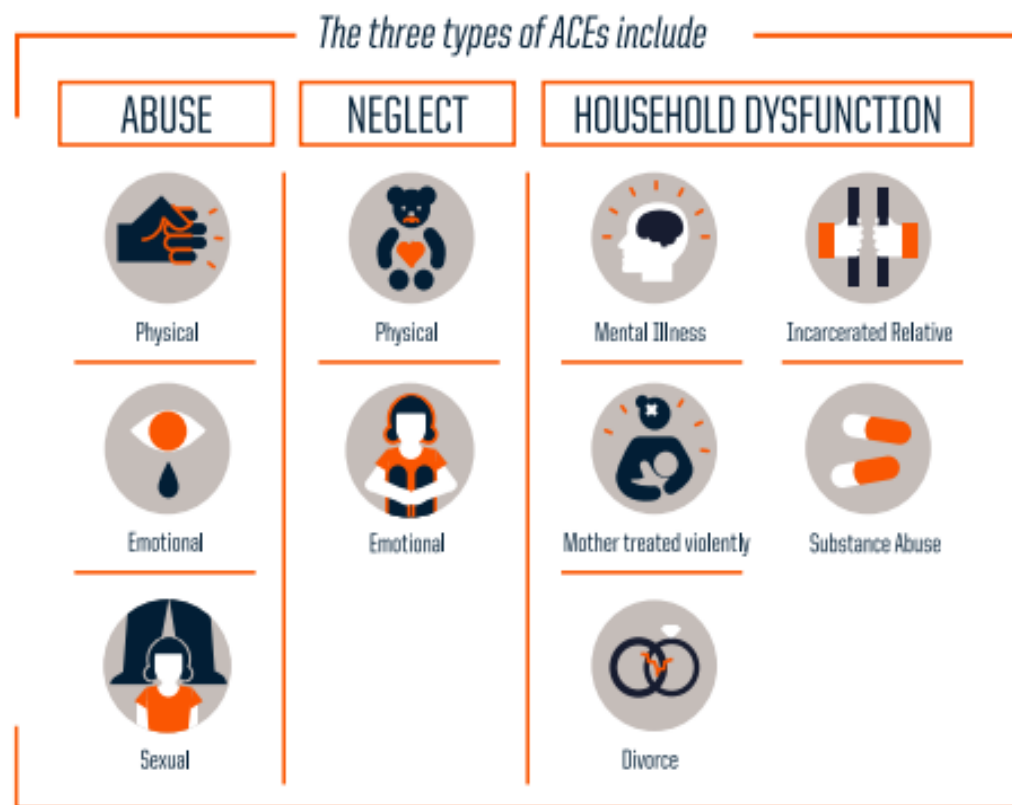 The three types of ACEs include
ABUSE
Physical
Emotional
Sexual
NEGLECT
Physical
Emotional
HOUSEHOLD DYSFUNCTION
Mental Illness
Incarcerated Relative
Mother treated violently
Substance Abuse
Divorce